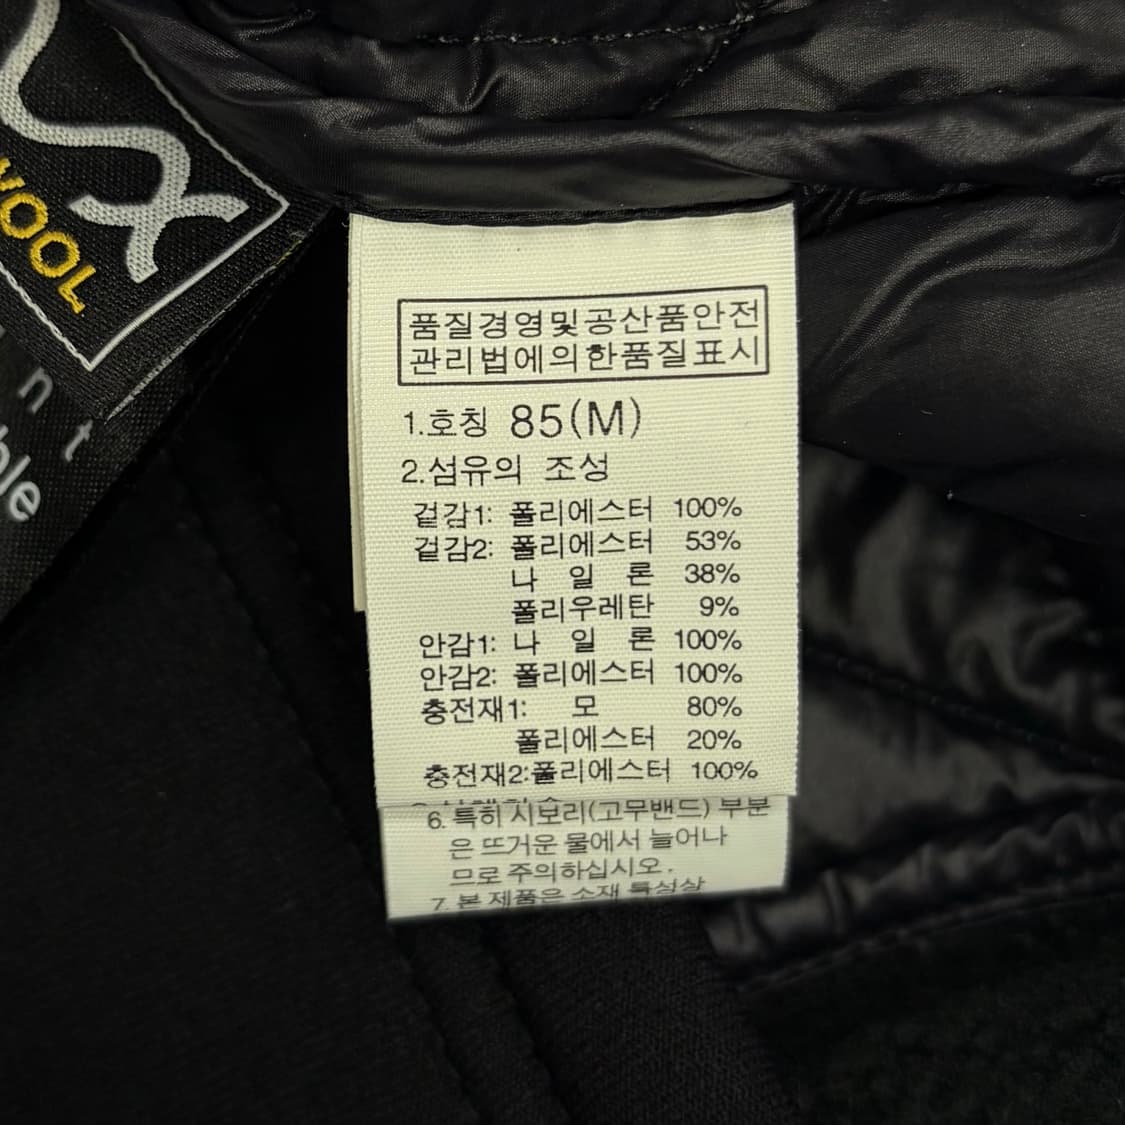 WOOL
n
t
ble
품질경영및공산품안전
관리법에의한품질표시
1.호칭 85(M)
2.섬유의 조성
겉감1: 폴리에스터 100%
겉감2: 폴리에스터 53%
나 일 론 38%
폴리우레탄 9%
안감1: 나 일 론 100%
안감2: 폴리에스터 100%
충전재1: 모 80%
폴리에스터 20%
충전재2:폴리에스터 100%
6. 특히 시보리(고무밴드) 부분
은 뜨거운 물에서 늘어나
므로 주의하십시오.
7. 본 제품은 소재 특성상